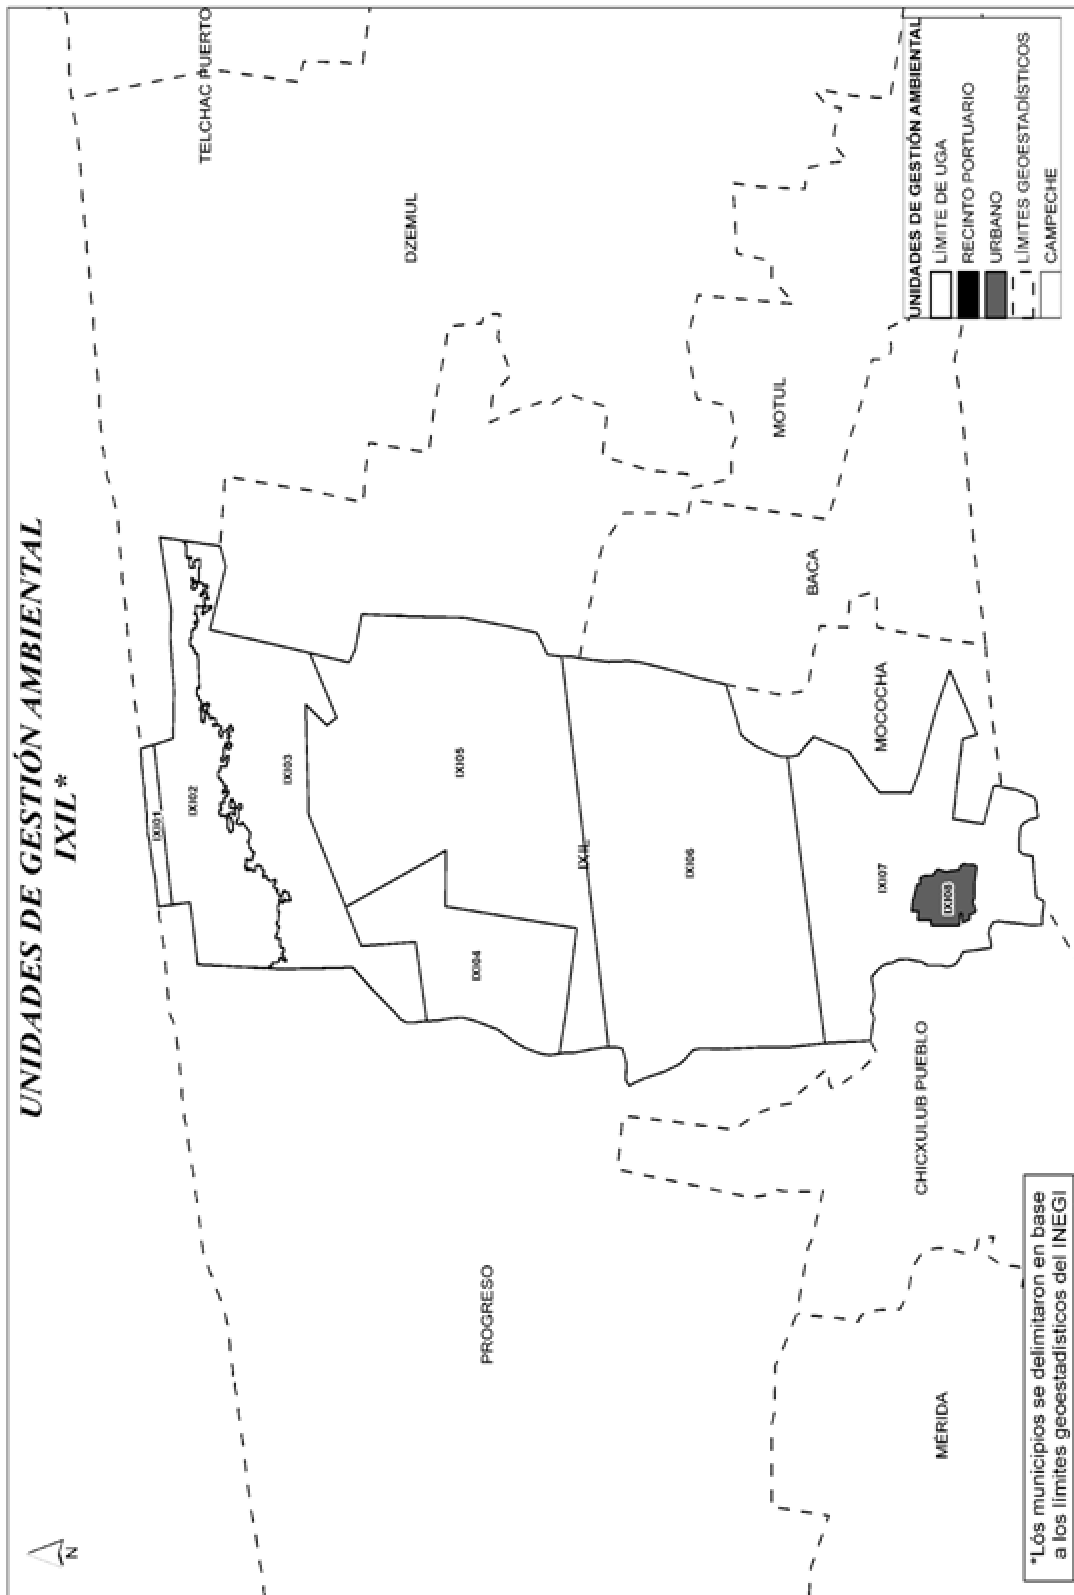 UNIDADES DE GESTIÓN AMBIENTAL
IXIL*
N
TELCHAC PUERTO
DZEMUL
PROGRESO
MOTUL
BACA
MOCOCHA
CHICXULUB PUEBLO
MÉRIDA
IXIL
IXI01
IXI02
IXI03
IXI04
IXI05
IXI06
IXI07
IXI08
UNIDADES DE GESTIÓN AMBIENTAL
LÍMITE DE UGA
RECINTO PORTUARIO
URBANO
LÍMITES GEOESTADÍSTICOS
CAMPECHE
*Lós municipios se delimitaron en base
a los límites geoestadísticos del INEGI